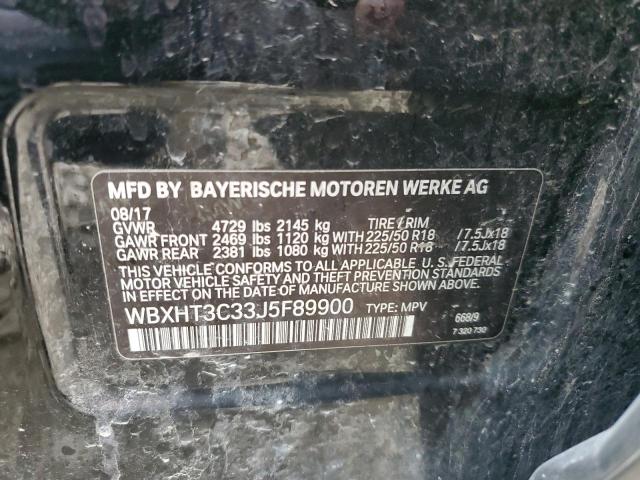 MFD BY BAYERISCHE MOTOREN WERKE AG
08/17
GVWR 4729 lbs 2145 kg TIRE/RIM
GAWR FRONT 2469 lbs 1120 kg WITH 225/50 R18 /7.5Jx18
GAWR REAR 2381 lbs 1080 kg WITH 225/50 R18 /7.5Jx18
THIS VEHICLE CONFORMS TO ALL APPLICABLE U.S. FEDERAL
MOTOR VEHICLE SAFETY AND THEFT PREVENTION STANDARDS
IN EFFECT ON THE DATE OF MANUFACTURE SHOWN ABOVE.
WBXHT3C33J5F89900 TYPE: MPV
668/9
7 320 730